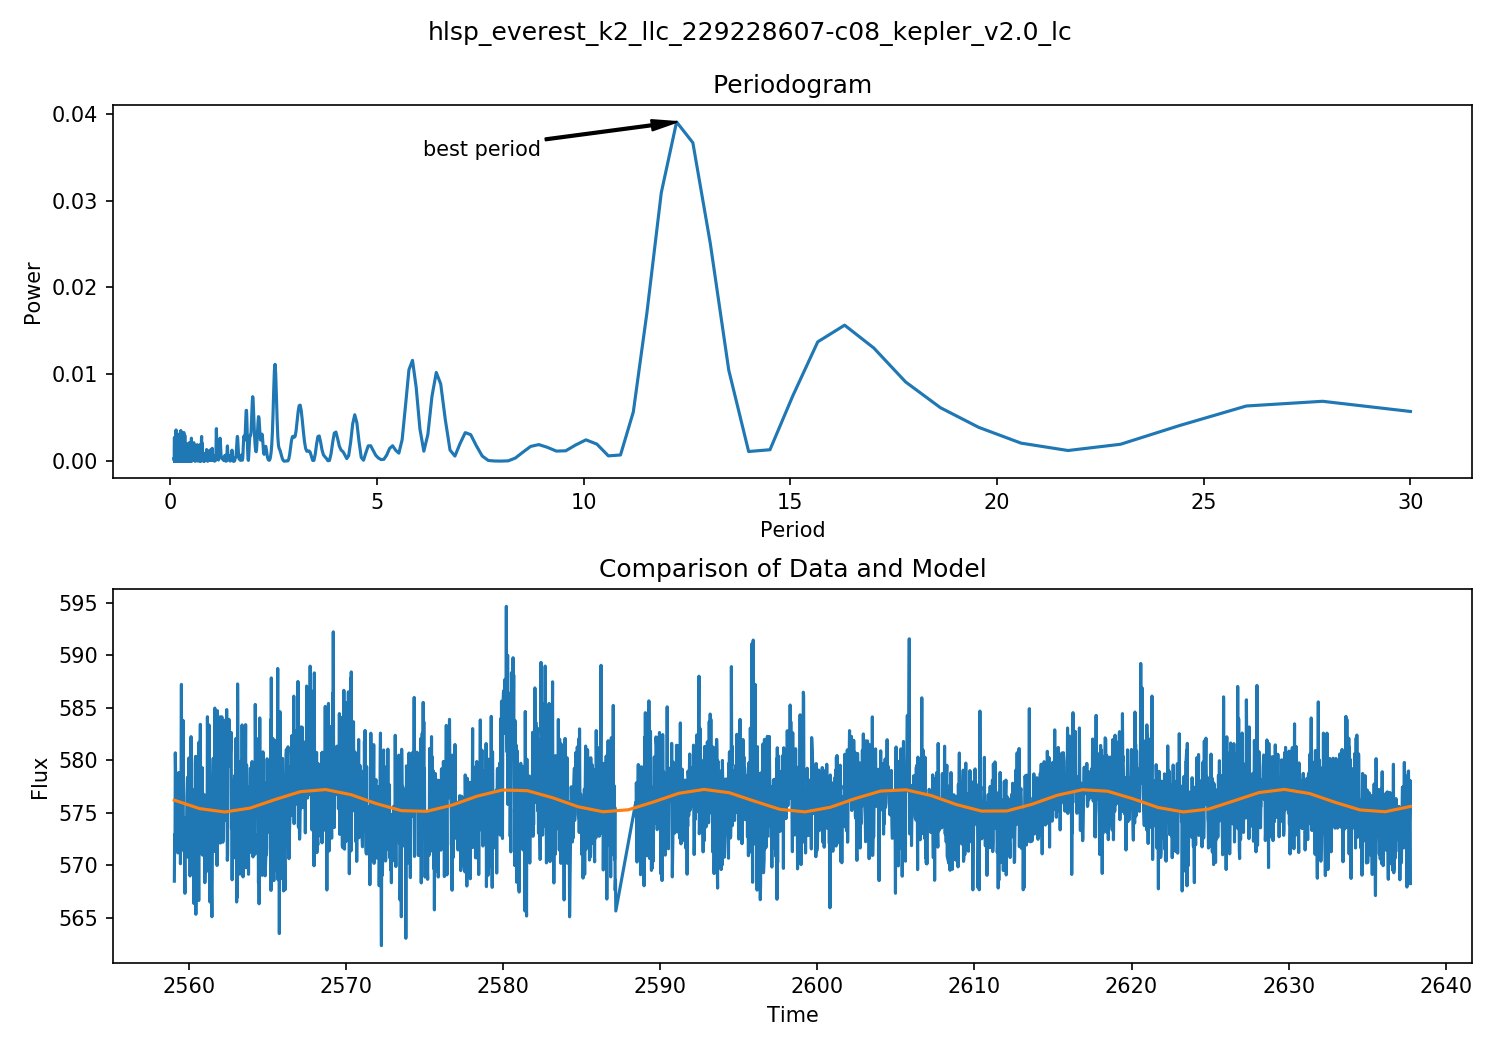 hlsp_everest_k2_llc_229228607-c08_kepler_v2.0_lc
Periodogram
0.04
0.03
0.02
0.01
0.00
Power
best period
0 5 10 15 20 25 30
Period
Comparison of Data and Model
595
590
585
580
575
570
565
Flux
2560 2570 2580 2590 2600 2610 2620 2630 2640
Time